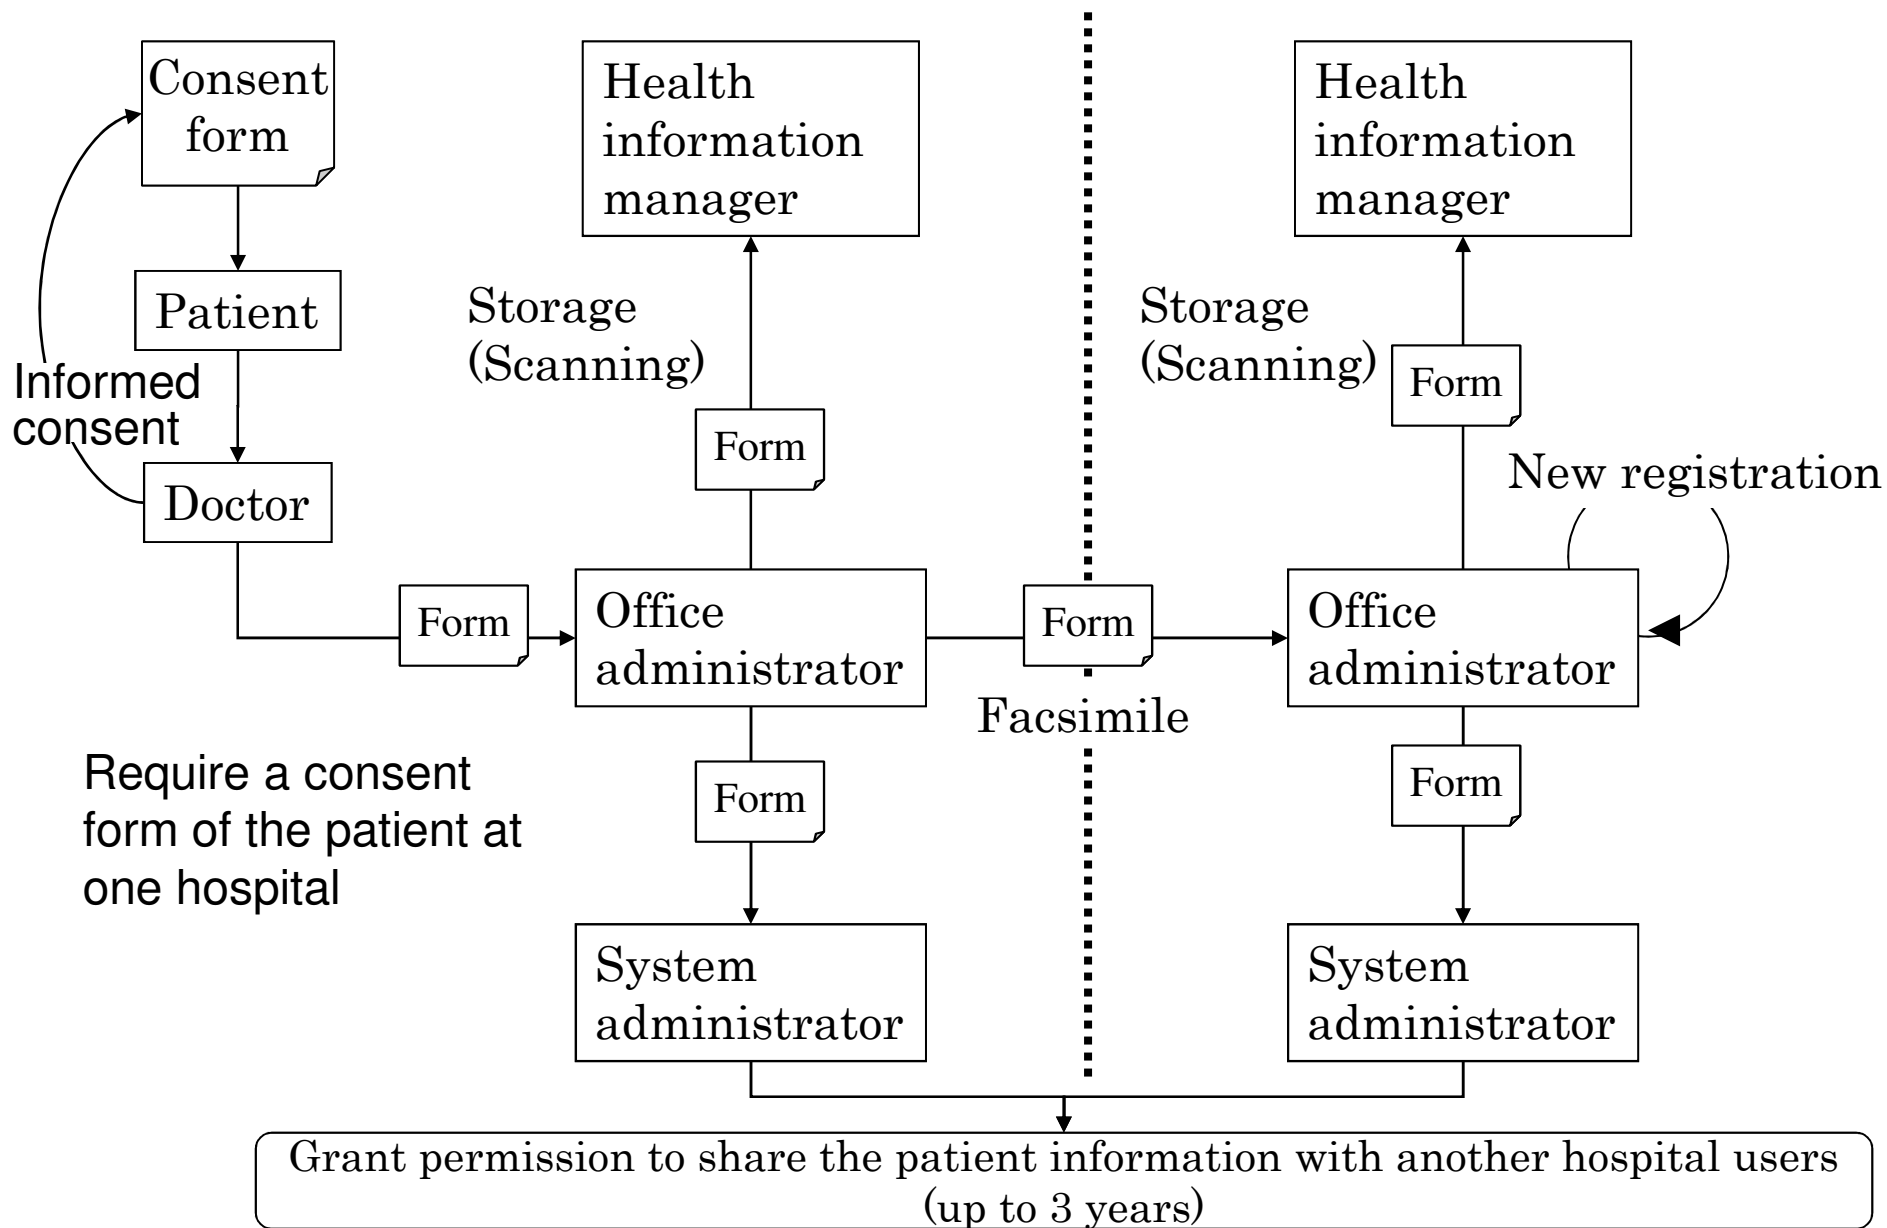 Consent
form
Health
information
manager
Health
information
manager
Patient
Storage
(Scanning)
Storage
(Scanning)
Informed
consent
Form
Form
Doctor
New registration
Form
Office
administrator
Form
Office
administrator
Facsimile
Require a consent
form of the patient at
one hospital
Form
Form
System
administrator
System
administrator
Grant permission to share the patient information with another hospital users
(up to 3 years)